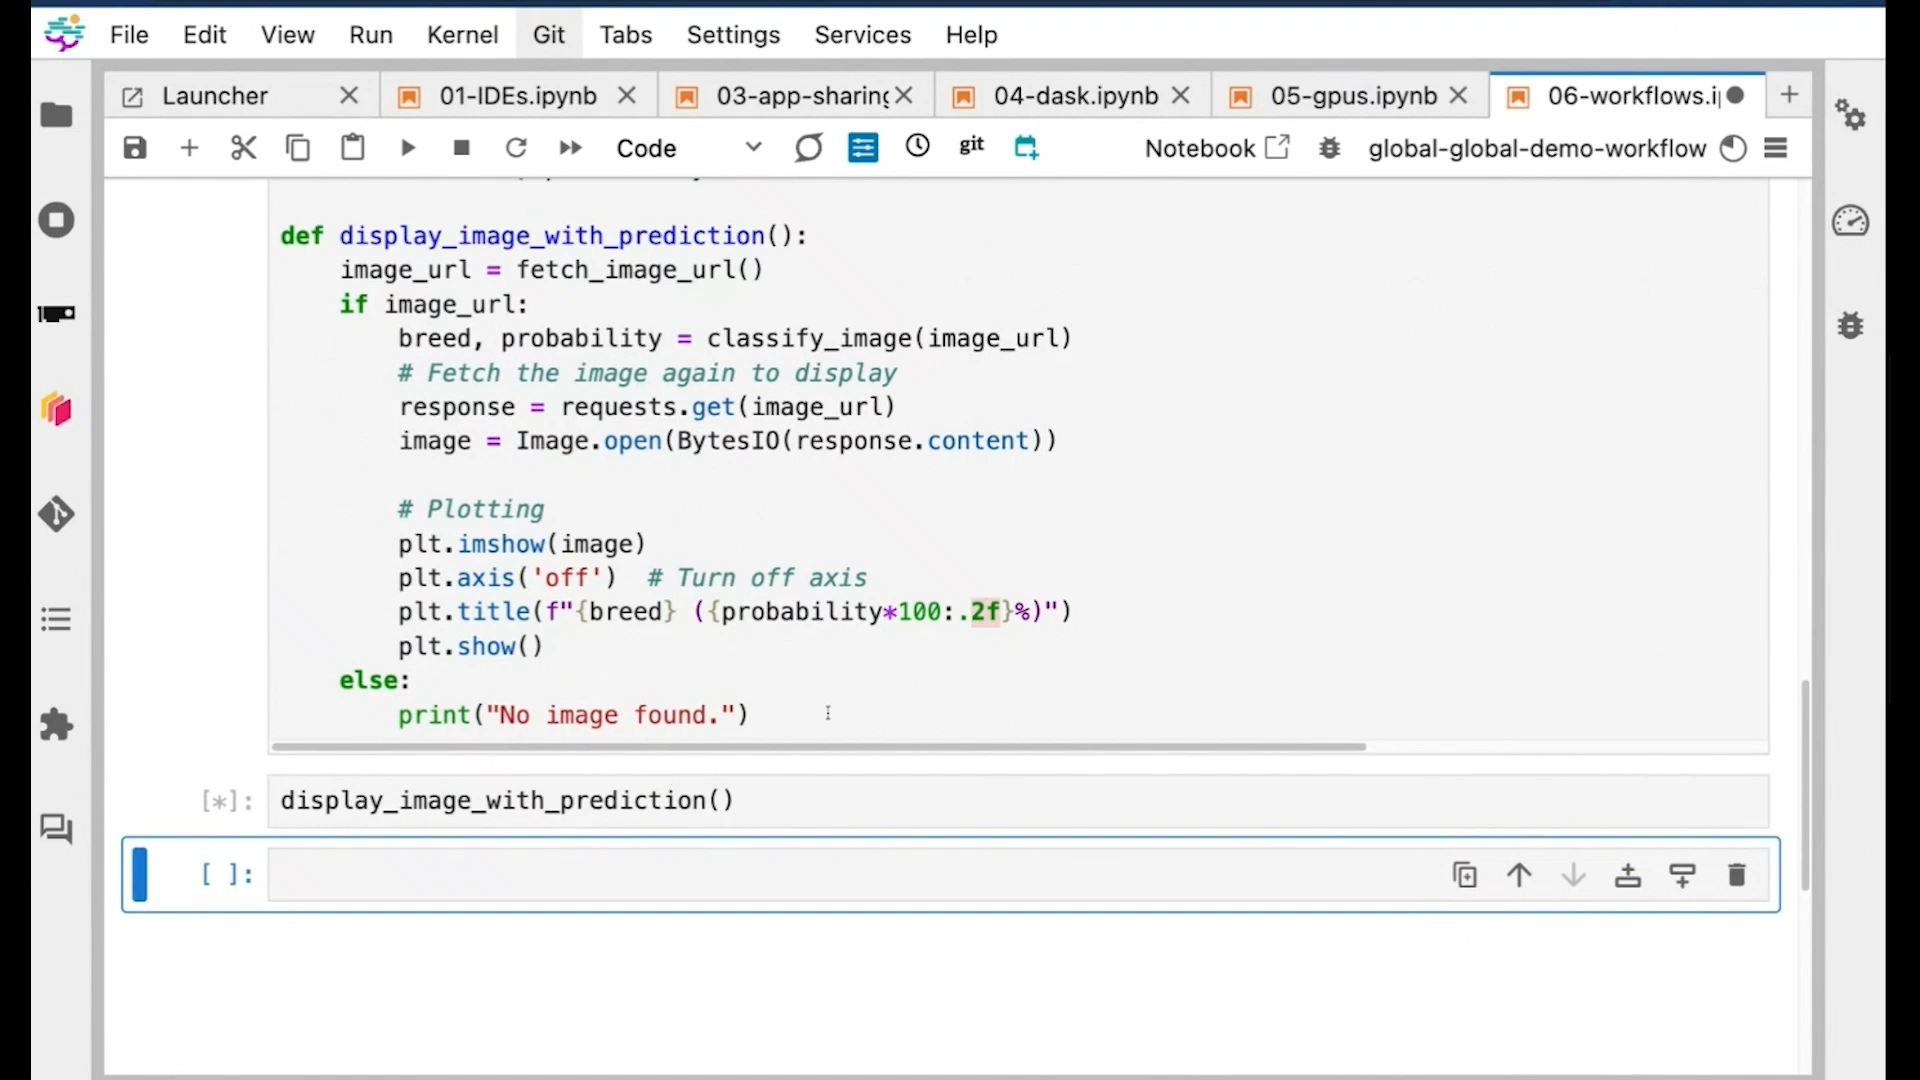 File Edit View Run Kernel Git Tabs Settings Services Help
Launcher 01-IDEs.ipynb 03-app-sharing 04-dask.ipynb 05-gpus.ipynb 06-workflows.ip
Code git Notebook global-global-demo-workflow
def display_image_with_prediction():
    image_url = fetch_image_url()
    if image_url:
        breed, probability = classify_image(image_url)
        # Fetch the image again to display
        response = requests.get(image_url)
        image = Image.open(BytesIO(response.content))
        # Plotting
        plt.imshow(image)
        plt.axis('off')  # Turn off axis
        plt.title(f"{breed} ({probability*100:.2f}%)")
        plt.show()
    else:
        print("No image found.")
[*]: display_image_with_prediction()
[ ]: